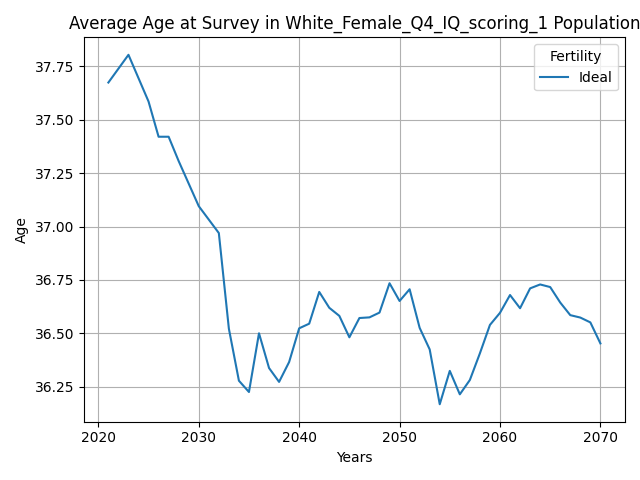 Average Age at Survey in White_Female_Q4_IQ_scoring_1 Population
Fertility
Ideal
Age
37.75
37.50
37.25
37.00
36.75
36.50
36.25
2020 2030 2040 2050 2060 2070
Years